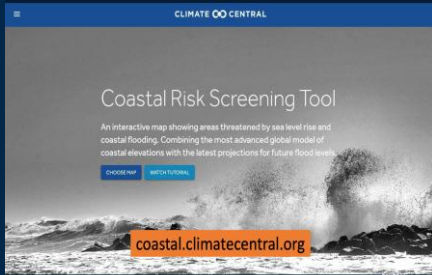 CLIMATE CENTRAL
Coastal Risk Screening Tool
An interactive map showing areas threatened by sea level rise and
coastal flooding. Combining the most advanced global model of
coastal elevations with the latest projections for future flood levels.
CHOOSE MAP WATCH TUTORIAL
coastal.climatecentral.org